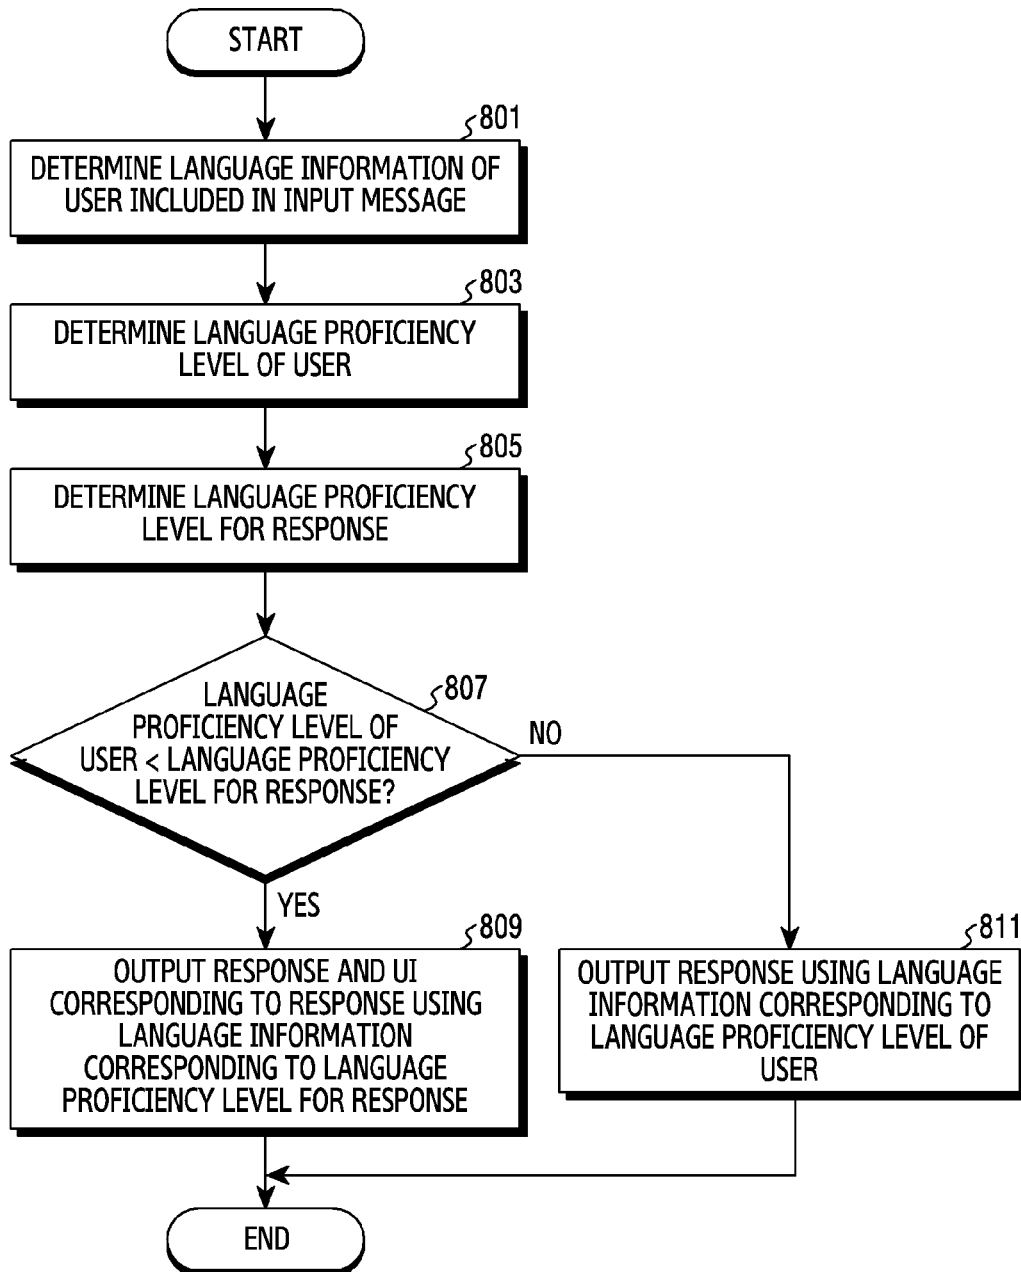 START
801
DETERMINE LANGUAGE INFORMATION OF
USER INCLUDED IN INPUT MESSAGE
803
DETERMINE LANGUAGE PROFICIENCY
LEVEL OF USER
805
DETERMINE LANGUAGE PROFICIENCY
LEVEL FOR RESPONSE
807
LANGUAGE
PROFICIENCY LEVEL OF
USER < LANGUAGE PROFICIENCY
LEVEL FOR RESPONSE?
NO
YES
809
OUTPUT RESPONSE AND UI
CORRESPONDING TO RESPONSE USING
LANGUAGE INFORMATION
CORRESPONDING TO LANGUAGE
PROFICIENCY LEVEL FOR RESPONSE
811
OUTPUT RESPONSE USING LANGUAGE
INFORMATION CORRESPONDING TO
LANGUAGE PROFICIENCY LEVEL OF
USER
END